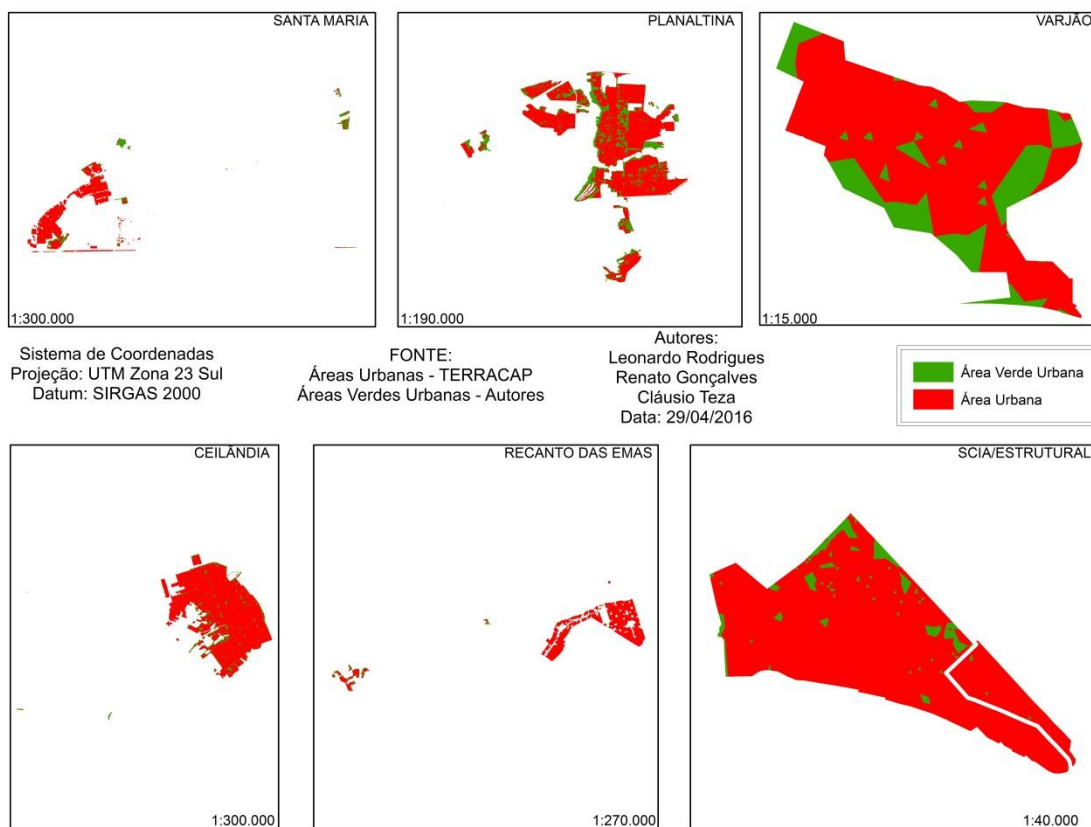 SANTA MARIA
1:300.000
PLANALTINA
1:190.000
VARJÃO
1:15.000
Sistema de Coordenadas
Projeção: UTM Zona 23 Sul
Datum: SIRGAS 2000
FONTE:
Áreas Urbanas - TERRACAP
Áreas Verdes Urbanas - Autores
Autores:
Leonardo Rodrigues
Renato Gonçalves
Cláusio Teza
Data: 29/04/2016
Área Verde Urbana
Área Urbana
CEILÂNDIA
1:300.000
RECANTO DAS EMAS
1:270.000
SCIA/ESTRUTURAL
1:40.000